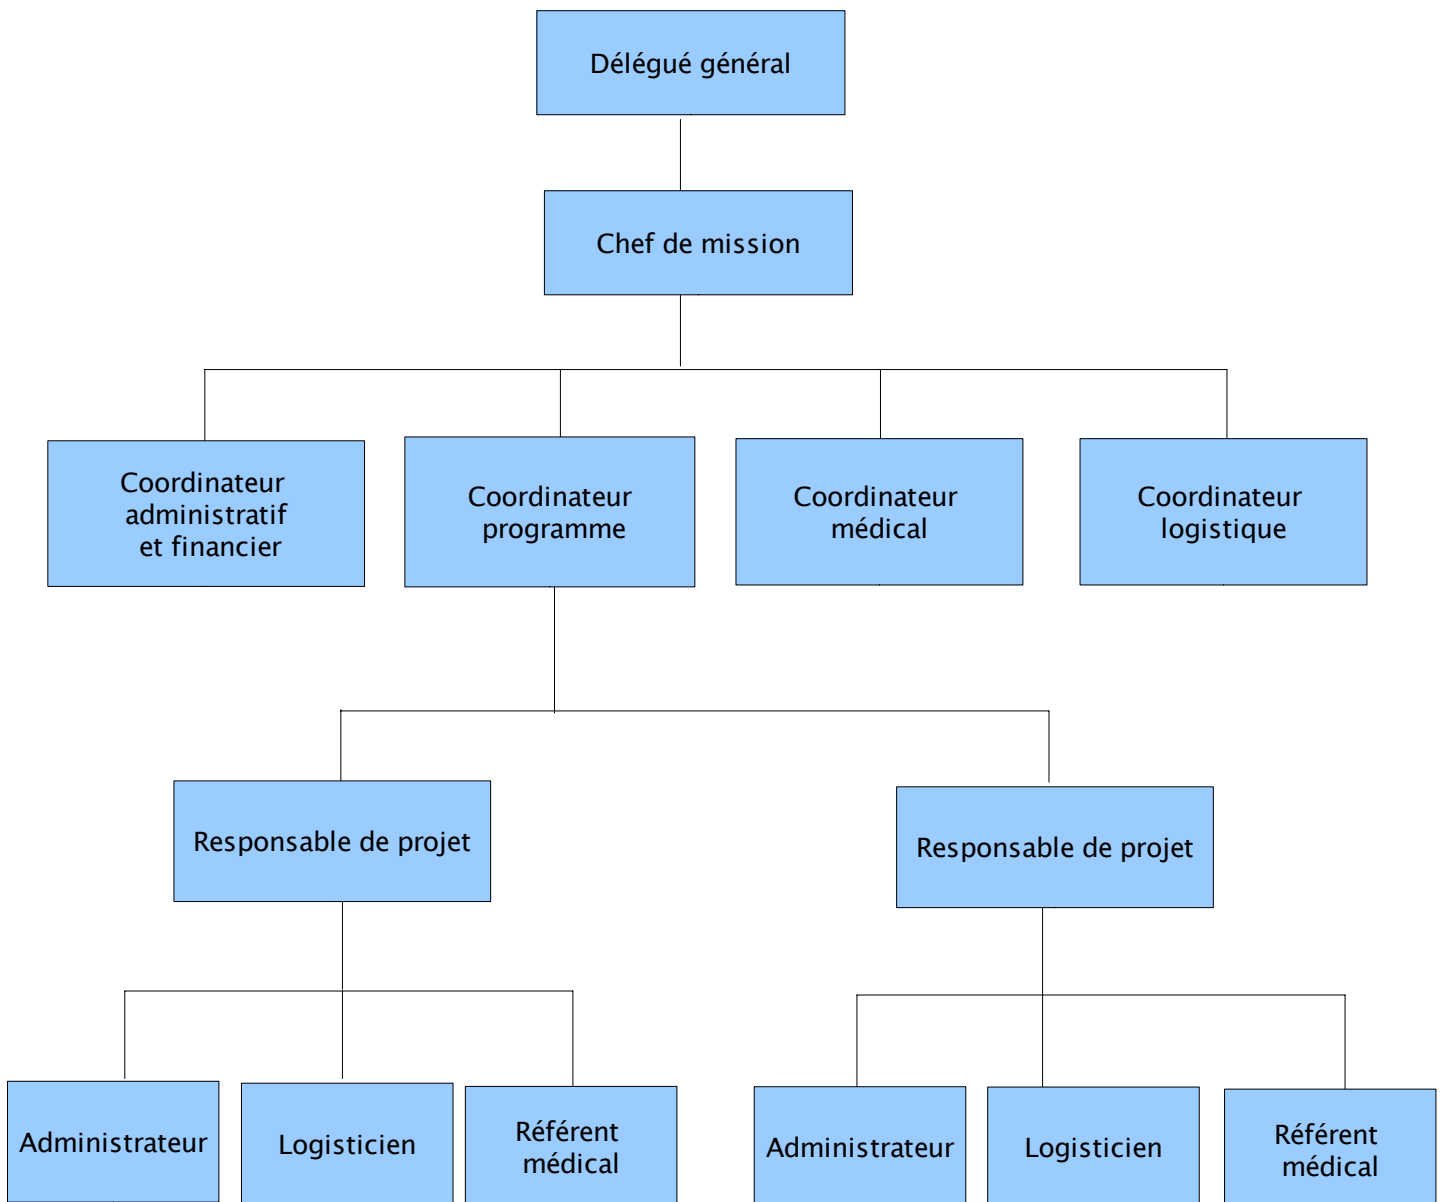 Délégué général
Chef de mission
Coordinateur
administratif
et financier
Coordinateur
programme
Coordinateur
médical
Coordinateur
logistique
Responsable de projet
Responsable de projet
Administrateur
Logisticien
Référent
médical
Administrateur
Logisticien
Référent
médical